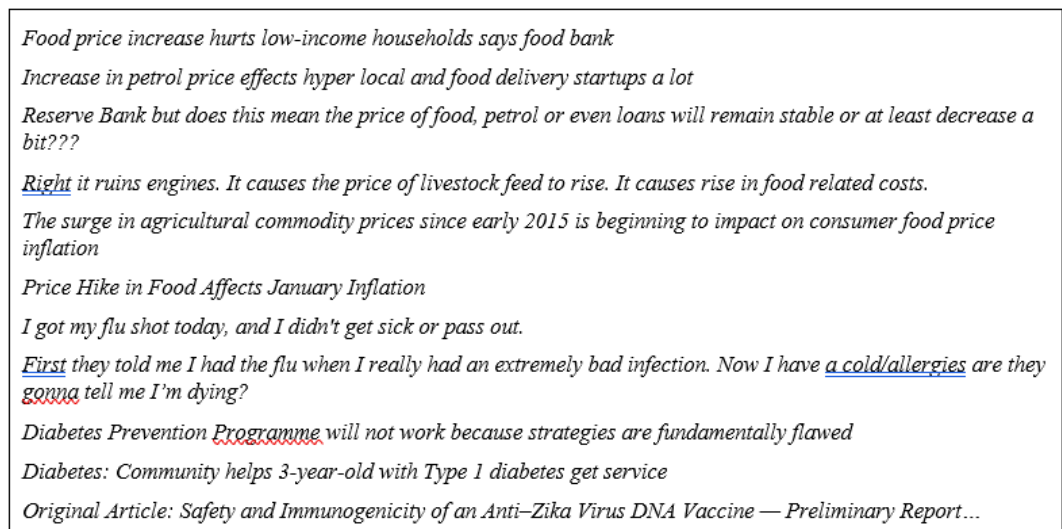 Food price increase hurts low-income households says food bank
Increase in petrol price effects hyper local and food delivery startups a lot
Reserve Bank but does this mean the price of food, petrol or even loans will remain stable or at least decrease a
bit???
Right it ruins engines. It causes the price of livestock feed to rise. It causes rise in food related costs.
The surge in agricultural commodity prices since early 2015 is beginning to impact on consumer food price
inflation
Price Hike in Food Affects January Inflation
I got my flu shot today, and I didn't get sick or pass out.
First they told me I had the flu when I really had an extremely bad infection. Now I have a cold/allergies are they
gonna tell me I’m dying?
Diabetes Prevention Programme will not work because strategies are fundamentally flawed
Diabetes: Community helps 3-year-old with Type 1 diabetes get service
Original Article: Safety and Immunogenicity of an Anti–Zika Virus DNA Vaccine — Preliminary Report…